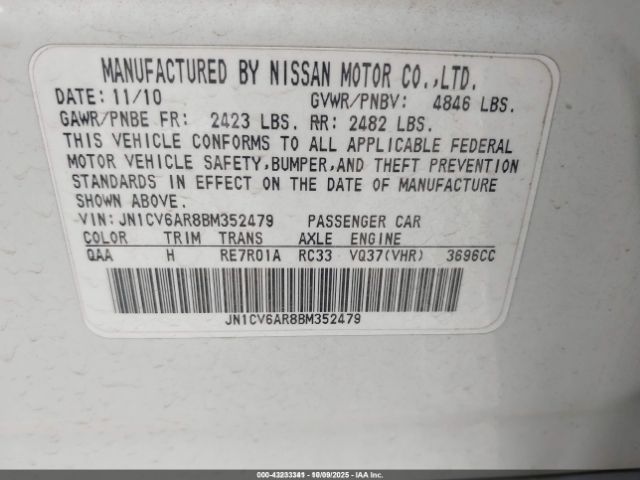 MANUFACTURED BY NISSAN MOTOR CO.,LTD.
DATE: 11/10 GVWR/PNBV: 4846 LBS.
GAWR/PNBE FR: 2423 LBS. RR: 2482 LBS.
THIS VEHICLE CONFORMS TO ALL APPLICABLE FEDERAL
MOTOR VEHICLE SAFETY,BUMPER,AND THEFT PREVENTION
STANDARDS IN EFFECT ON THE DATE OF MANUFACTURE
SHOWN ABOVE.
VIN:JN1CV6AR8BM352479 PASSENGER CAR
COLOR TRIM TRANS AXLE ENGINE
QAA H RE7R01A RC33 VQ37(VHR) 3696CC
JN1CV6AR8BM352479
000-43233341 - 10/09/2025 - IAAI.com